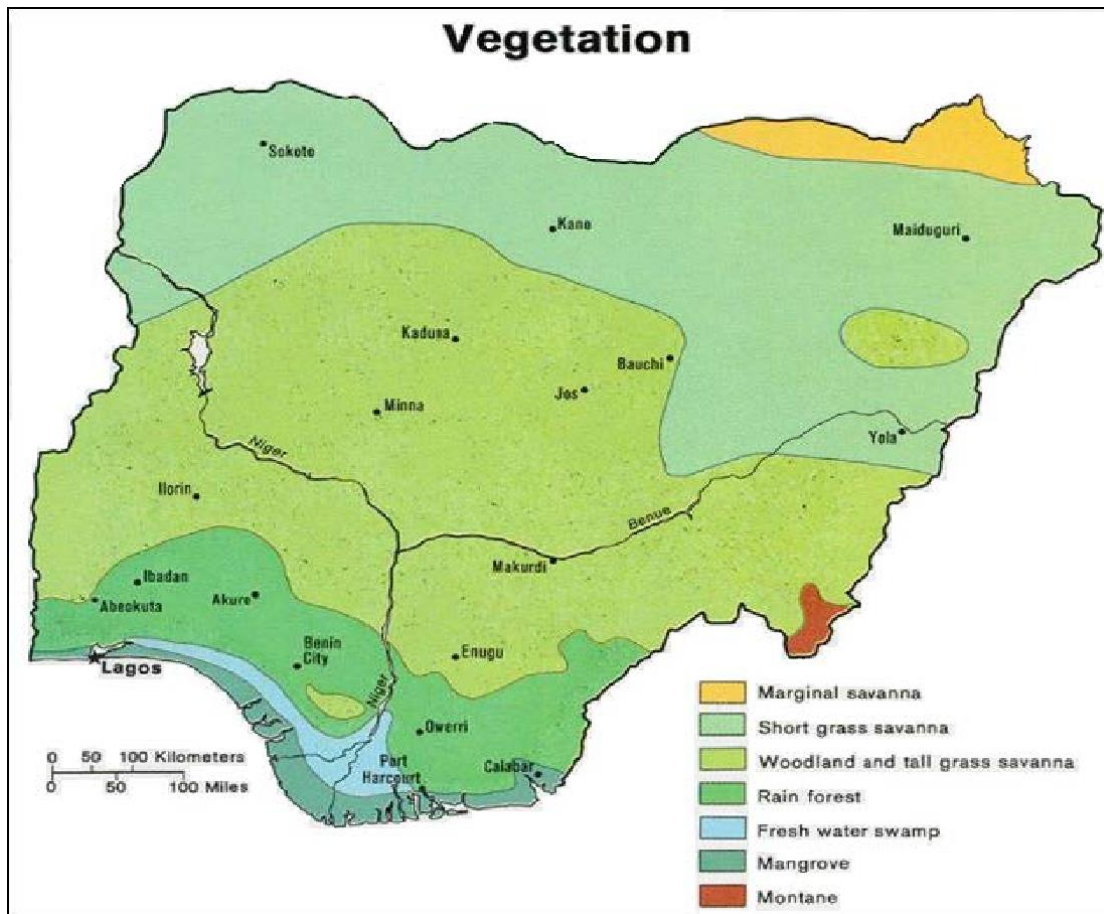 Vegetation
Sokoto
Kano
Maiduguri
Kaduna
Bauchi
Jos
Minna
Yola
Niger
Ilorin
Benue
Makurdi
Ibadan
Abeokuta
Akure
Benin
City
Enugu
Lagos
Niger
Owerri
Port
Harcourt
Calabar
0 50 100 Kilometers
0 50 100 Miles
Marginal savanna
Short grass savanna
Woodland and tall grass savanna
Rain forest
Fresh water swamp
Mangrove
Montane